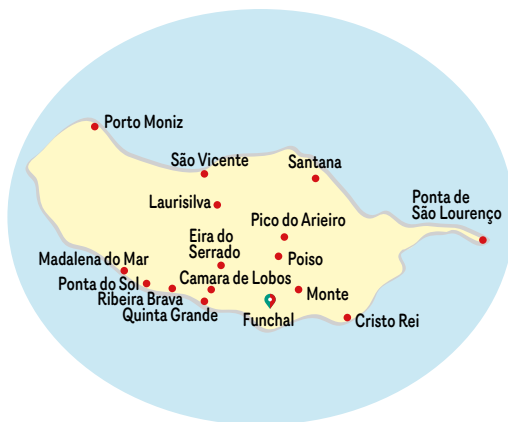 Porto Moniz
São Vicente
Santana
Laurisilva
Ponta de
São Lourenço
Pico do Arieiro
Eira do
Serrado
Madalena do Mar
Poiso
Ponta do Sol
Camara de Lobos
Ribeira Brava
Monte
Quinta Grande
Funchal
Cristo Rei